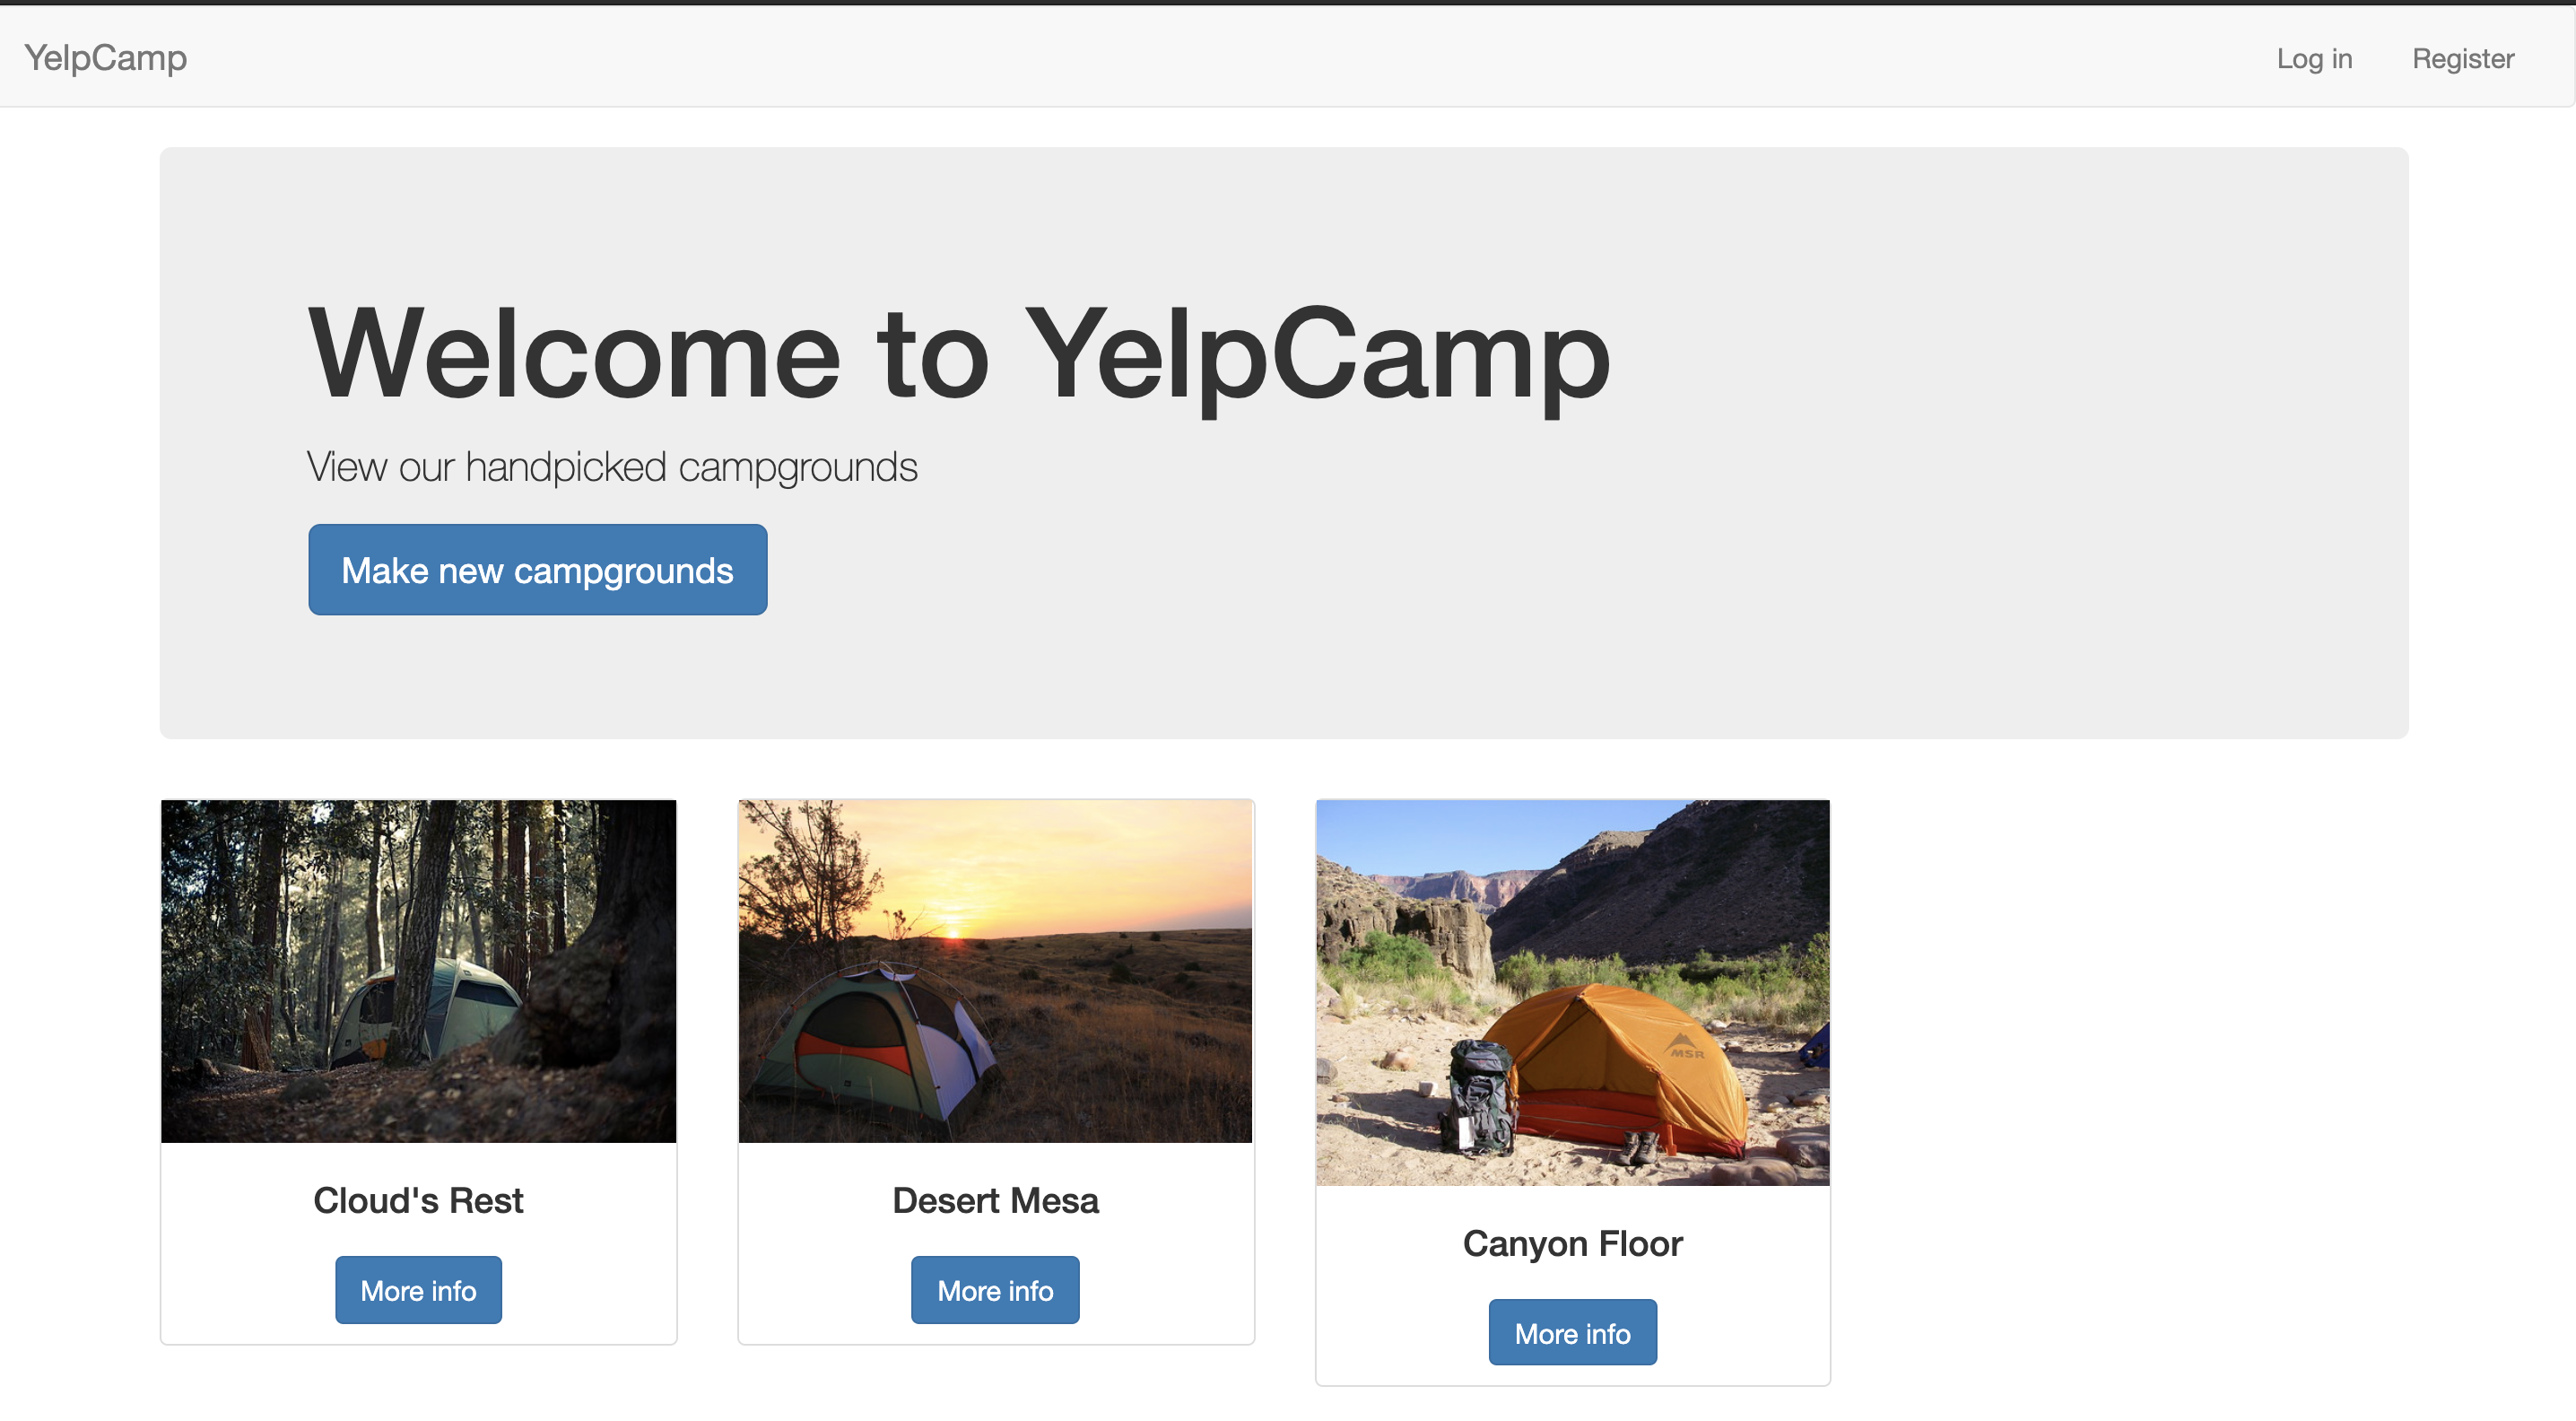 YelpCamp
Log in
Register
Welcome to YelpCamp
View our handpicked campgrounds
Make new campgrounds
MSR
Cloud's Rest
Desert Mesa
Canyon Floor
More info
More info
More info